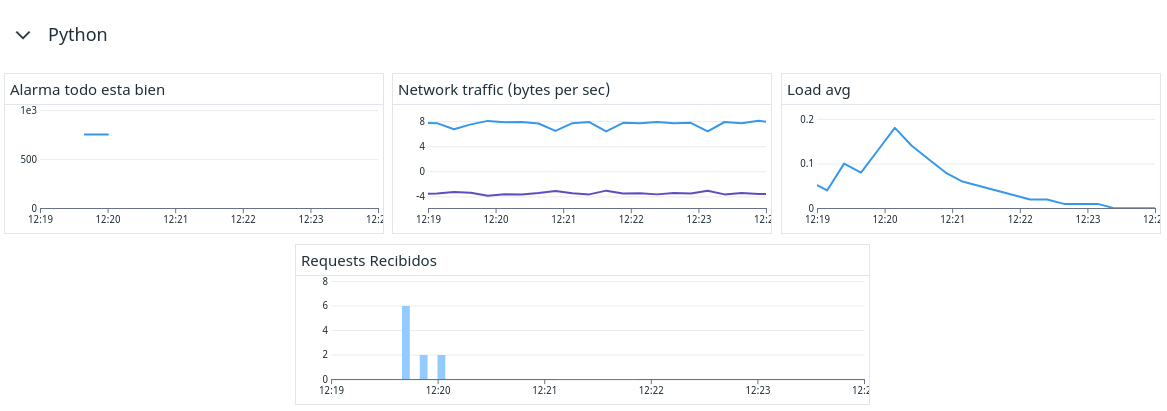 Python
Alarma todo esta bien
1e3
500
0
12:19 12:20 12:21 12:22 12:23 12:2
Network traffic (bytes per sec)
8
4
0
-4
12:19 12:20 12:21 12:22 12:23 12:2
Load avg
0.2
0.1
0
12:19 12:20 12:21 12:22 12:23 12:2
Requests Recibidos
8
6
4
2
0
12:19 12:20 12:21 12:22 12:23 12:2